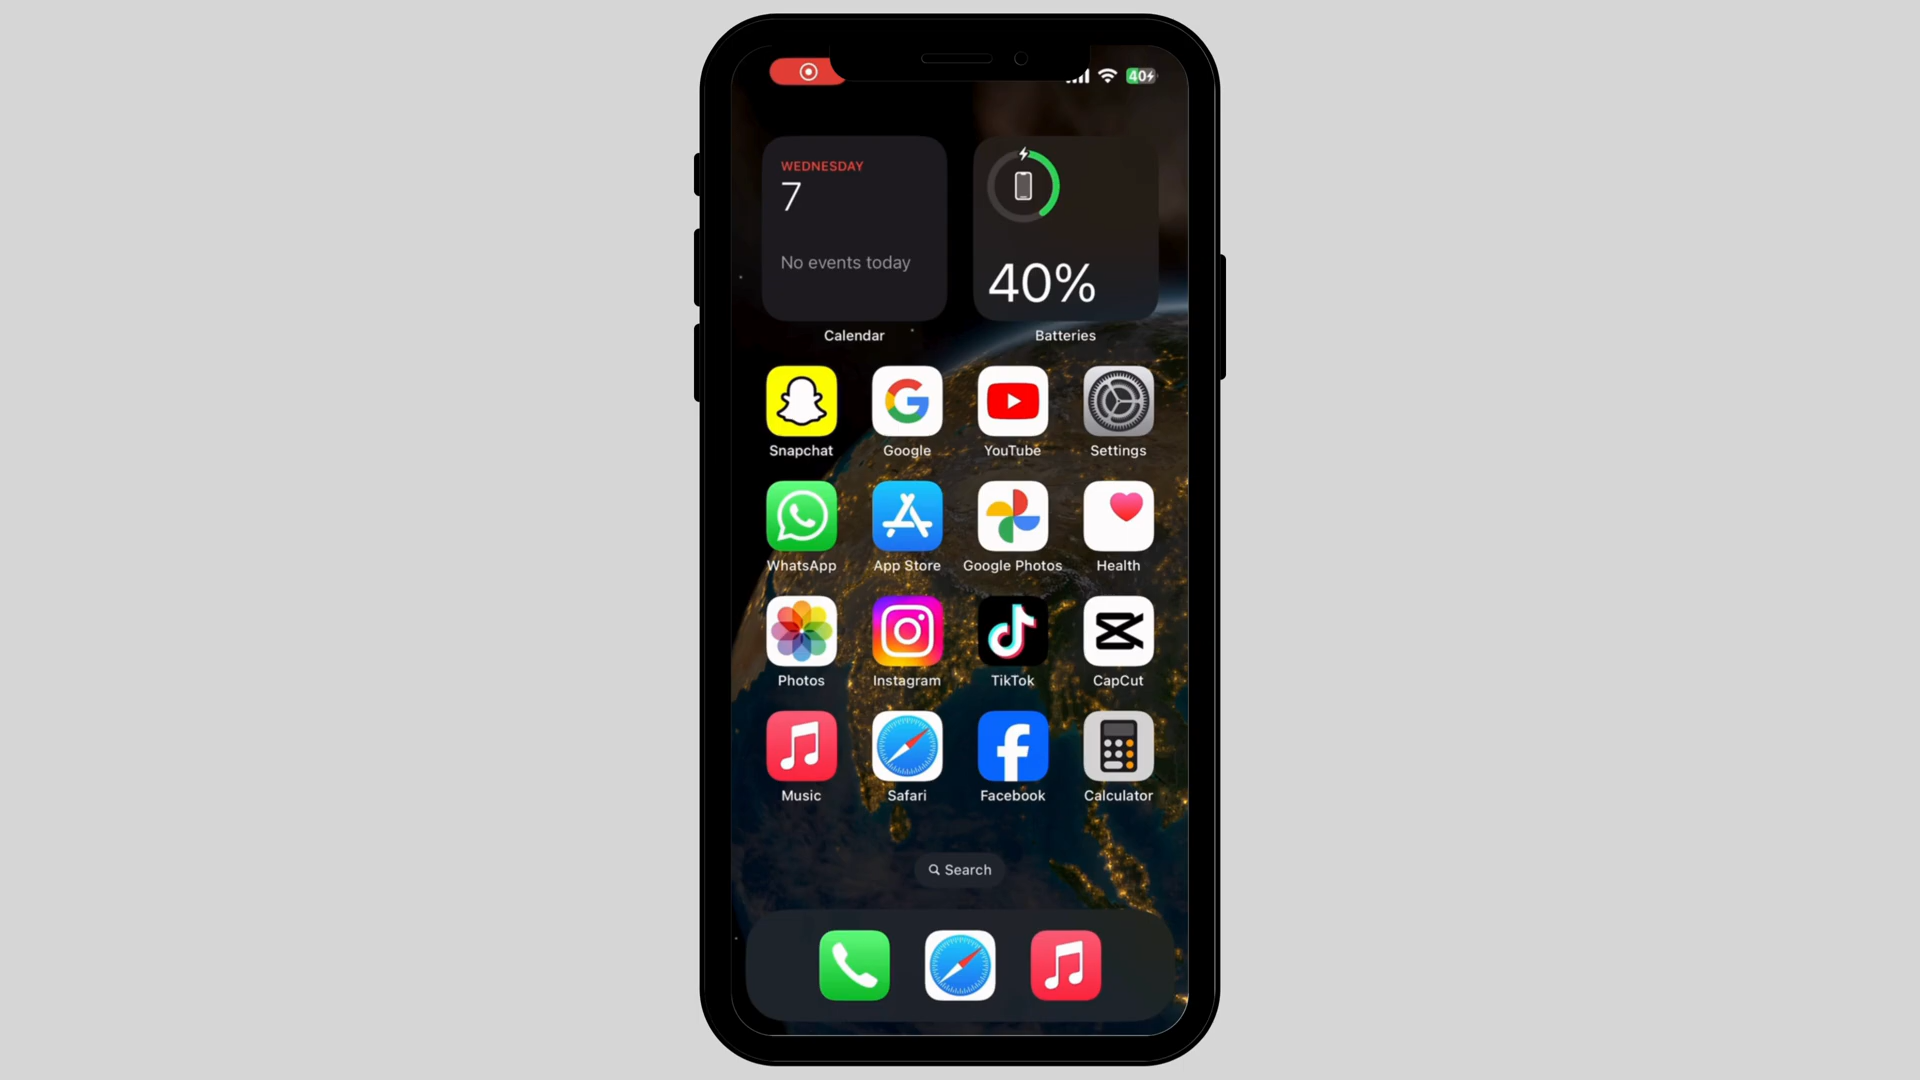 40
WEDNESDAY
7
No events today
40%
Calendar
Batteries
Snapchat
Google
YouTube
Settings
WhatsApp
App Store
Google Photos
Health
Photos
Instagram
TikTok
CapCut
Music
Safari
Facebook
Calculator
Search